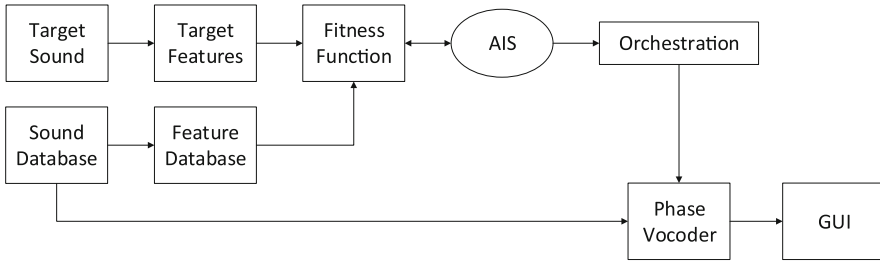 Target
Sound
Target
Features
Fitness
Function
AIS
Orchestration
Sound
Database
Feature
Database
Phase
Vocoder
GUI